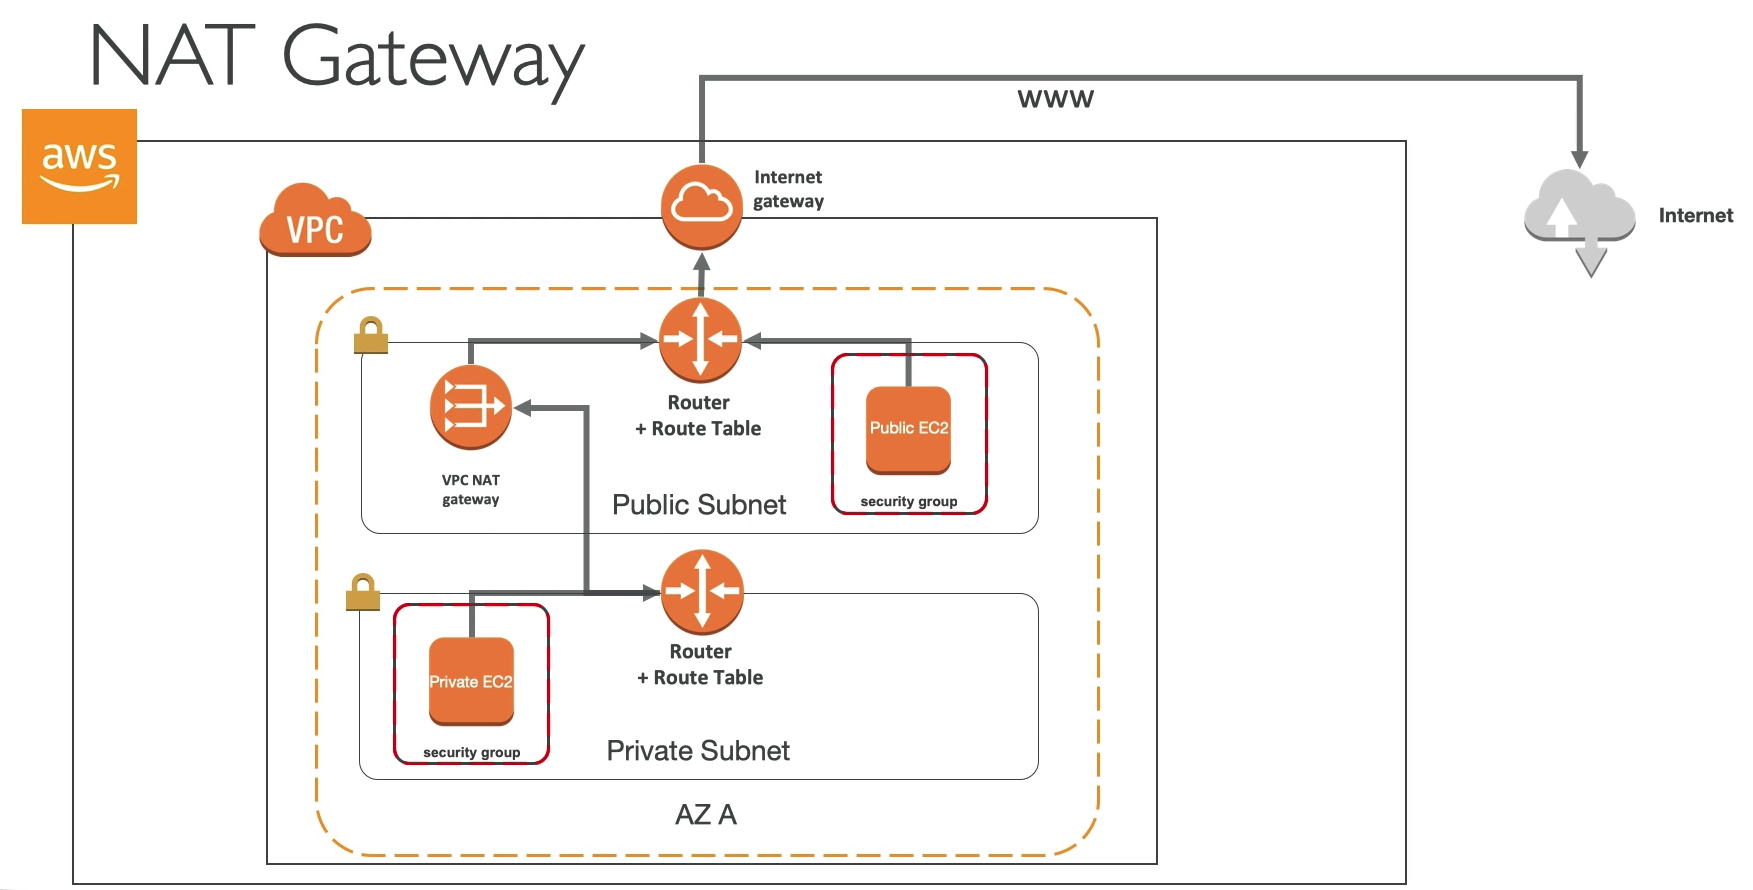 NAT Gateway
www
aws
Internet
gateway
VPC
Internet
Router
+ Route Table
Public EC2
VPC NAT
gateway
security group
Public Subnet
Router
+ Route Table
Private EC2
security group
Private Subnet
AZ A